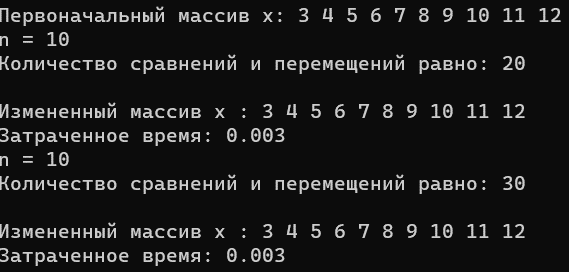 Первоначальный массив x: 3 4 5 6 7 8 9 10 11 12
n = 10
Количество сравнений и перемещений равно: 20
Измененный массив x : 3 4 5 6 7 8 9 10 11 12
Затраченное время: 0.003
n = 10
Количество сравнений и перемещений равно: 30
Измененный массив x : 3 4 5 6 7 8 9 10 11 12
Затраченное время: 0.003